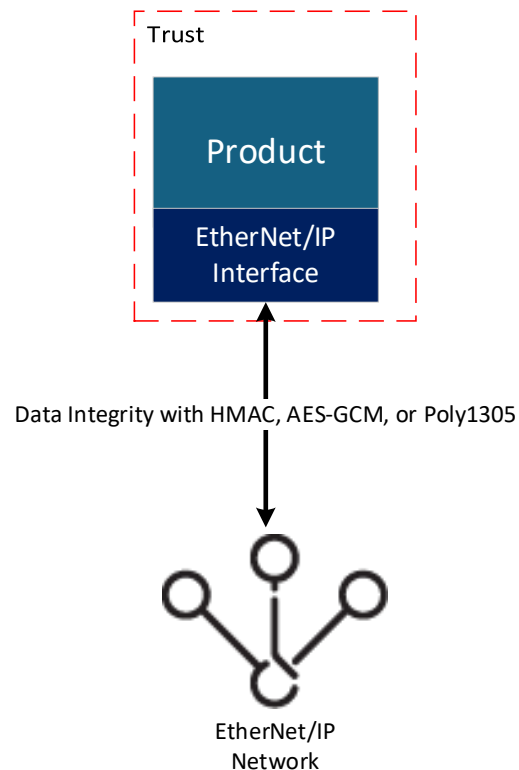 Trust
Product
EtherNet/IP
Interface
Data Integrity with HMAC, AES-GCM, or Poly1305
EtherNet/IP
Network